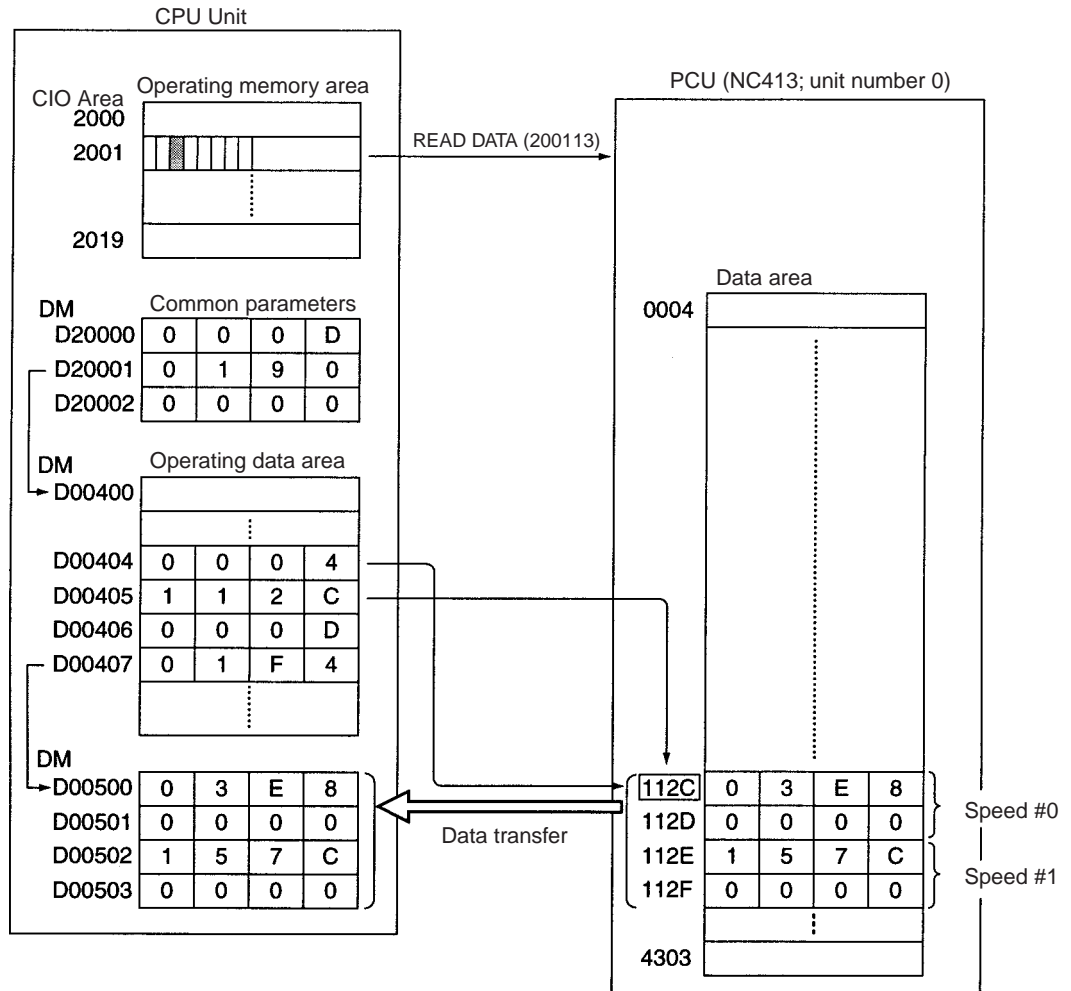 CPU Unit
PCU (NC413; unit number 0)
Operating memory area
CIO Area
2000
2001
2019
READ DATA (200113)
Data area
0004
DM
Common parameters
D20000 0 0 0 D
D20001 0 1 9 0
D20002 0 0 0 0
DM
Operating data area
D00400
D00404 0 0 0 4
D00405 1 1 2 C
D00406 0 0 0 D
D00407 0 1 F 4
DM
D00500 0 3 E 8
D00501 0 0 0 0
D00502 1 5 7 C
D00503 0 0 0 0
Data transfer
112C 0 3 E 8
112D 0 0 0 0
112E 1 5 7 C
112F 0 0 0 0
Speed #0
Speed #1
4303